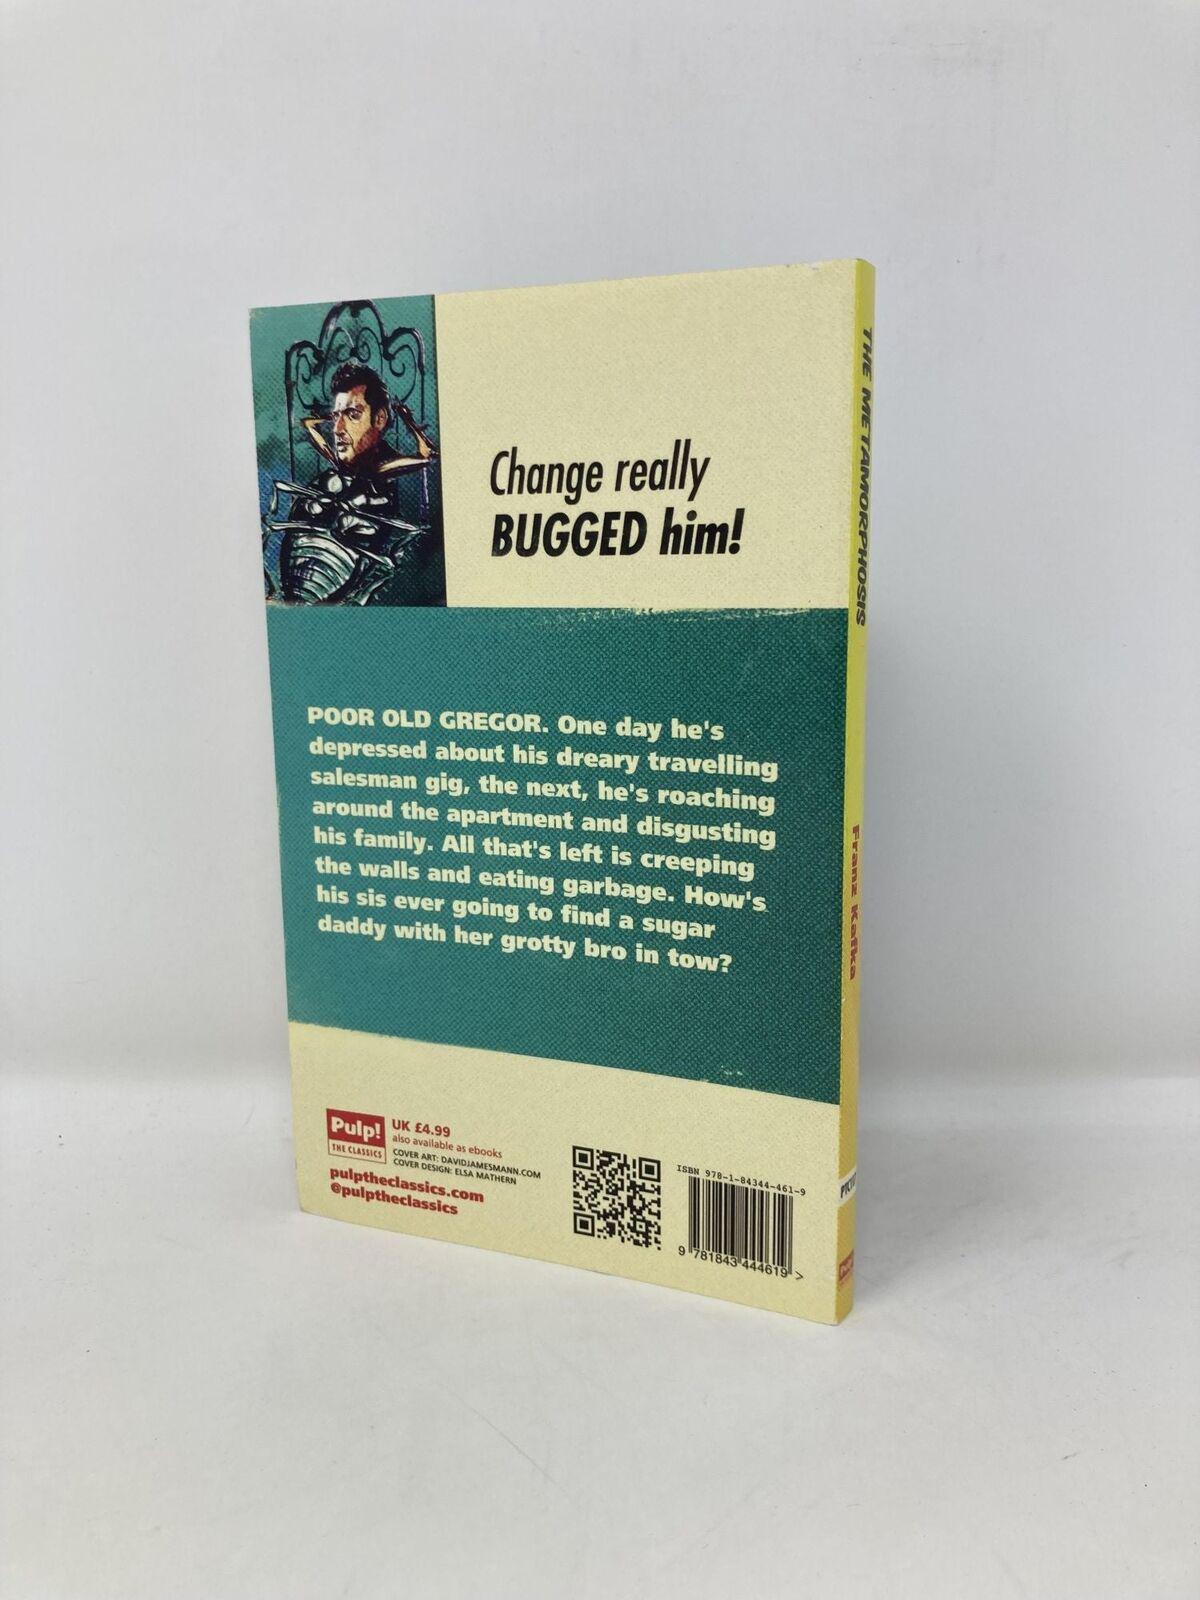 Change really
BUGGED him!
POOR OLD GREGOR. One day he's
depressed about his dreary travelling
salesman gig, the next, he's roaching
around the apartment and disgusting
his family. All that's left is creeping
the walls and eating garbage. How's
his sis ever going to find a sugar
daddy with her grotty bro in tow?
Pulp!
THE CLASSICS
UK £4.99
also available as ebooks
COVER ART: DAVIDJAMESMANN.COM
COVER DESIGN: ELSA MATHERN
pulptheclassics.com
@pulptheclassics
ISBN 978-1-84344-461-9
9 781843 444619 >
THE METAMORPHOSIS
Franz Kafka
Pulp!